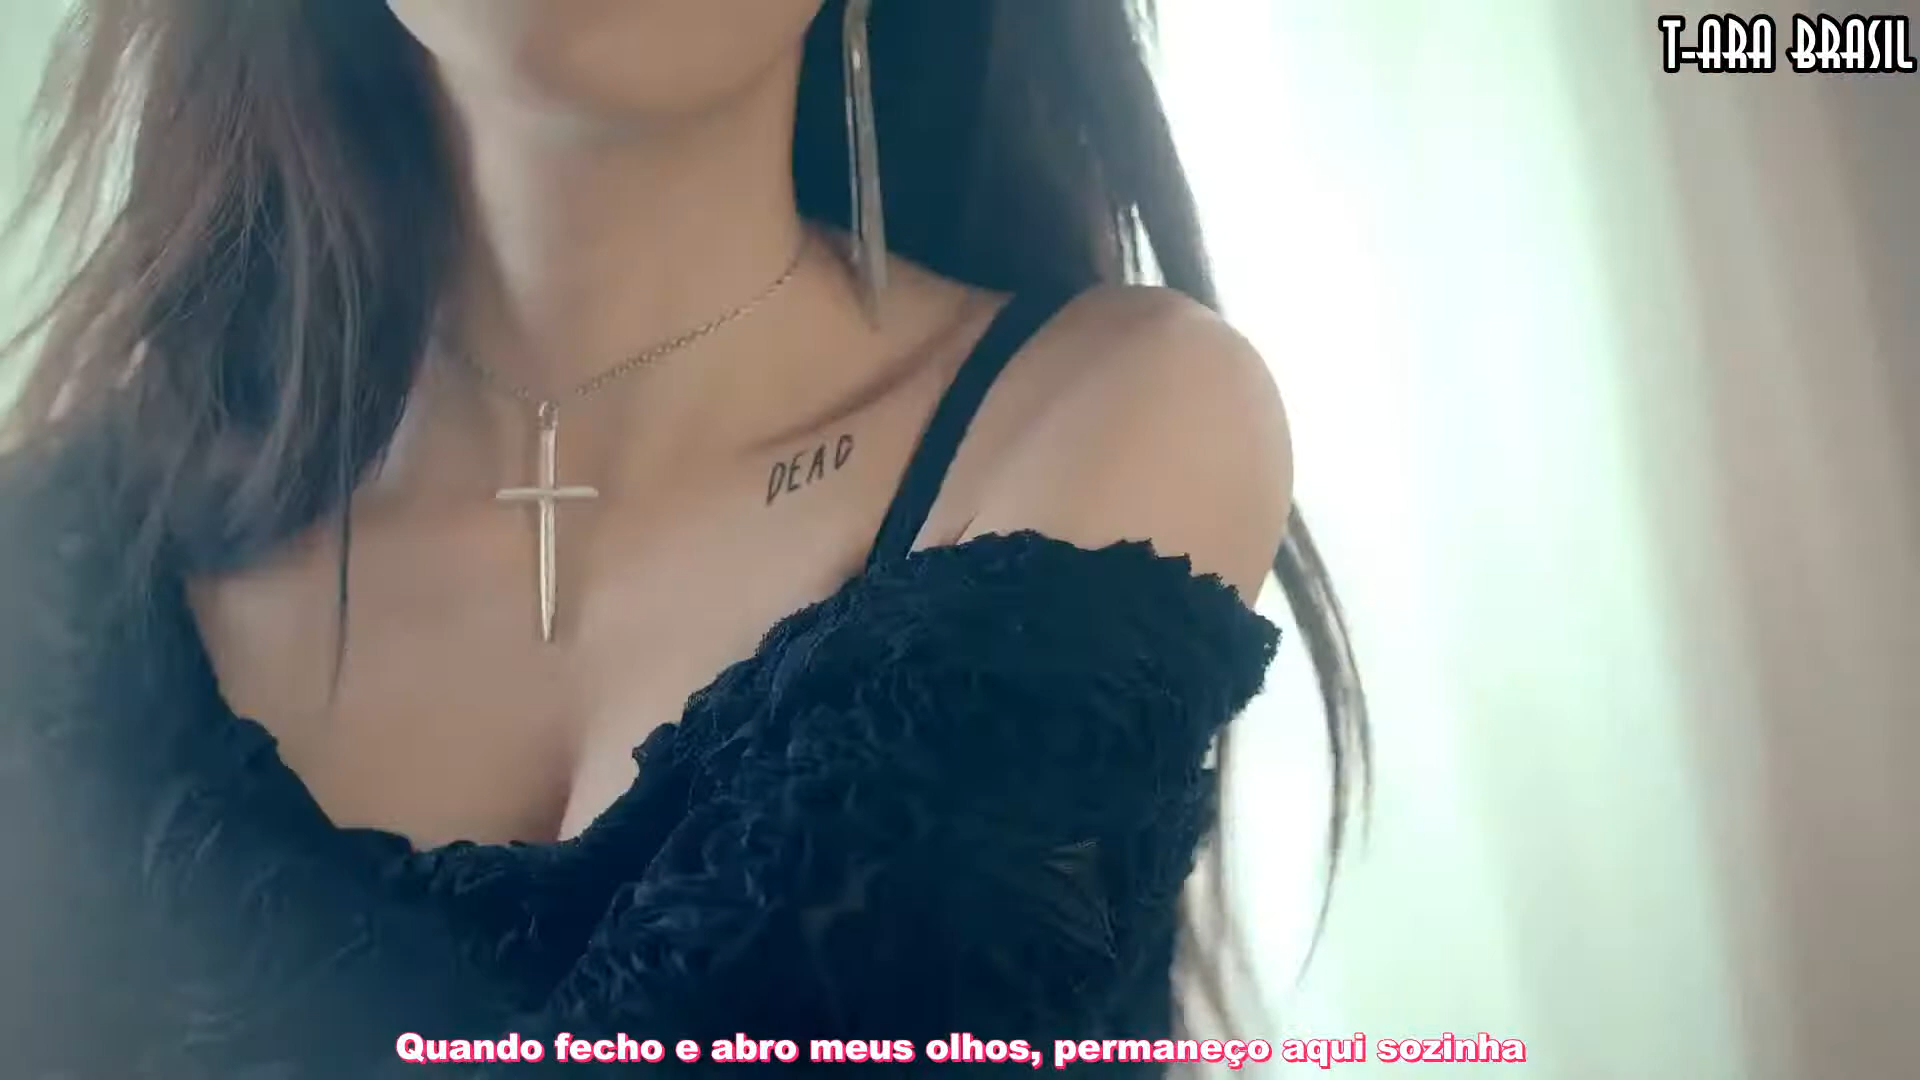 T-ARA BRASIL
DEAD
Quando fecho e abro meus olhos, permaneço aqui sozinha